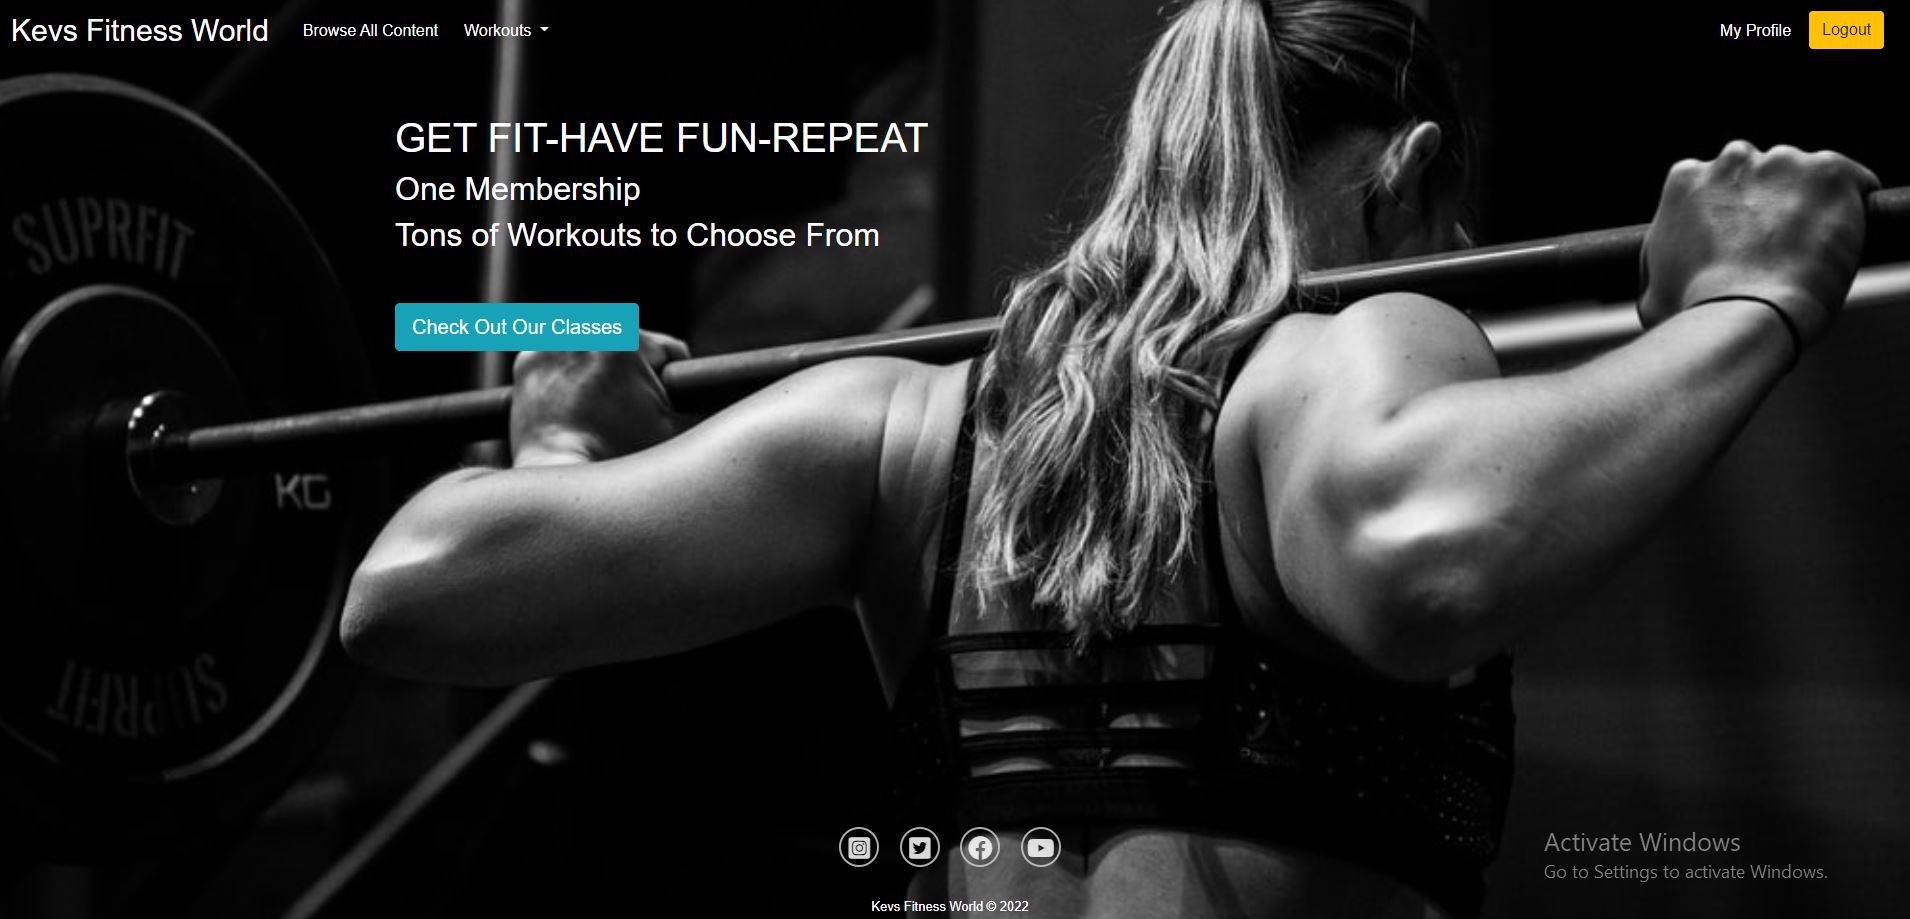 Kevs Fitness World
Browse All Content
Workouts
My Profile
Logout
GET FIT-HAVE FUN-REPEAT
One Membership
Tons of Workouts to Choose From
Check Out Our Classes
SUPRFIT
KG
SUPRFIT
Reebok
Activate Windows
Go to Settings to activate Windows.
Kevs Fitness World © 2022